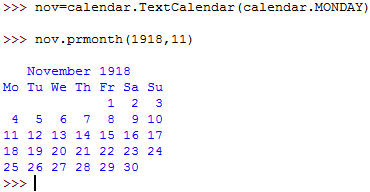 >>> nov=calendar.TextCalendar(calendar.MONDAY)
>>> nov.prmonth(1918,11)
   November 1918
Mo Tu We Th Fr Sa Su
             1  2  3
 4  5  6  7  8  9 10
11 12 13 14 15 16 17
18 19 20 21 22 23 24
25 26 27 28 29 30
>>>